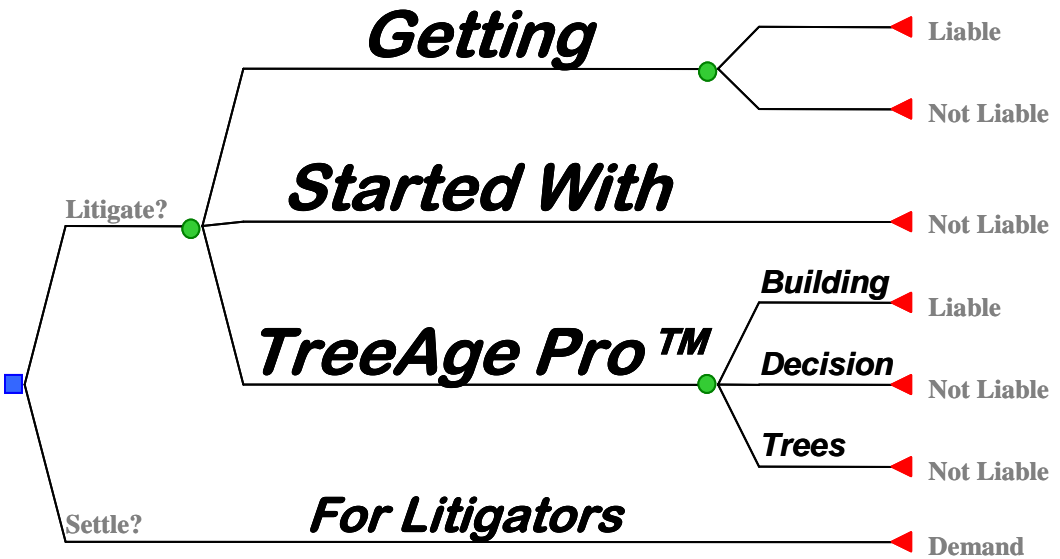 Getting
Liable
Not Liable
Started With
Litigate?
Not Liable
Building
Liable
TreeAge Pro™
Decision
Not Liable
Trees
Not Liable
Settle?
For Litigators
Demand